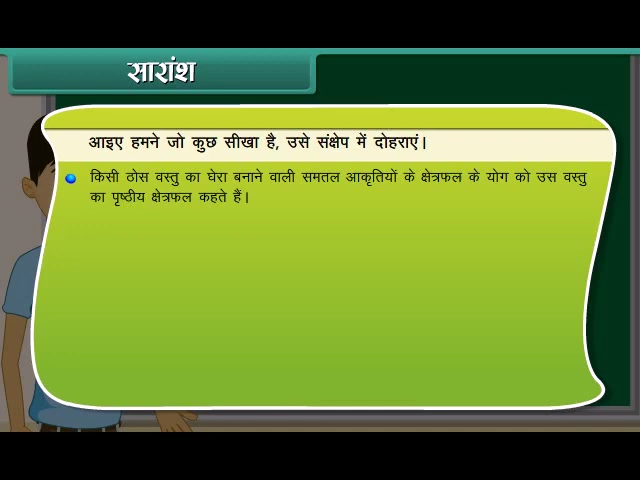 सारांश
आइए हमने जो कुछ सीखा है, उसे संक्षेप में दोहराएं।
किसी ठोस वस्तु का घेरा बनाने वाली समतल आकृतियों के क्षेत्रफल के योग को उस वस्तु
का पृष्ठीय क्षेत्रफल कहते हैं।